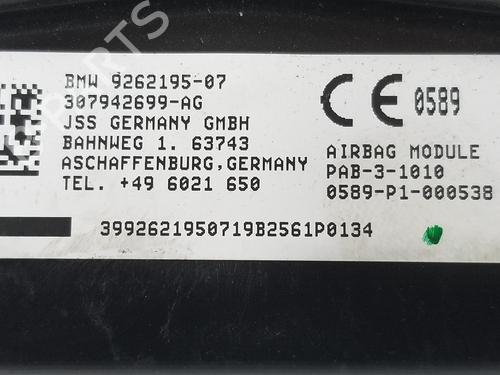 BMW 9262195-07
307942699-AG
JSS GERMANY GMBH
BAHNWEG 1. 63743
ASCHAFFENBURG,GERMANY
TEL. +49 6021 650
CE 0589
AIRBAG MODULE
PAB-3-1010
0589-P1-000538
3992621950719B2561P0134
PARTS